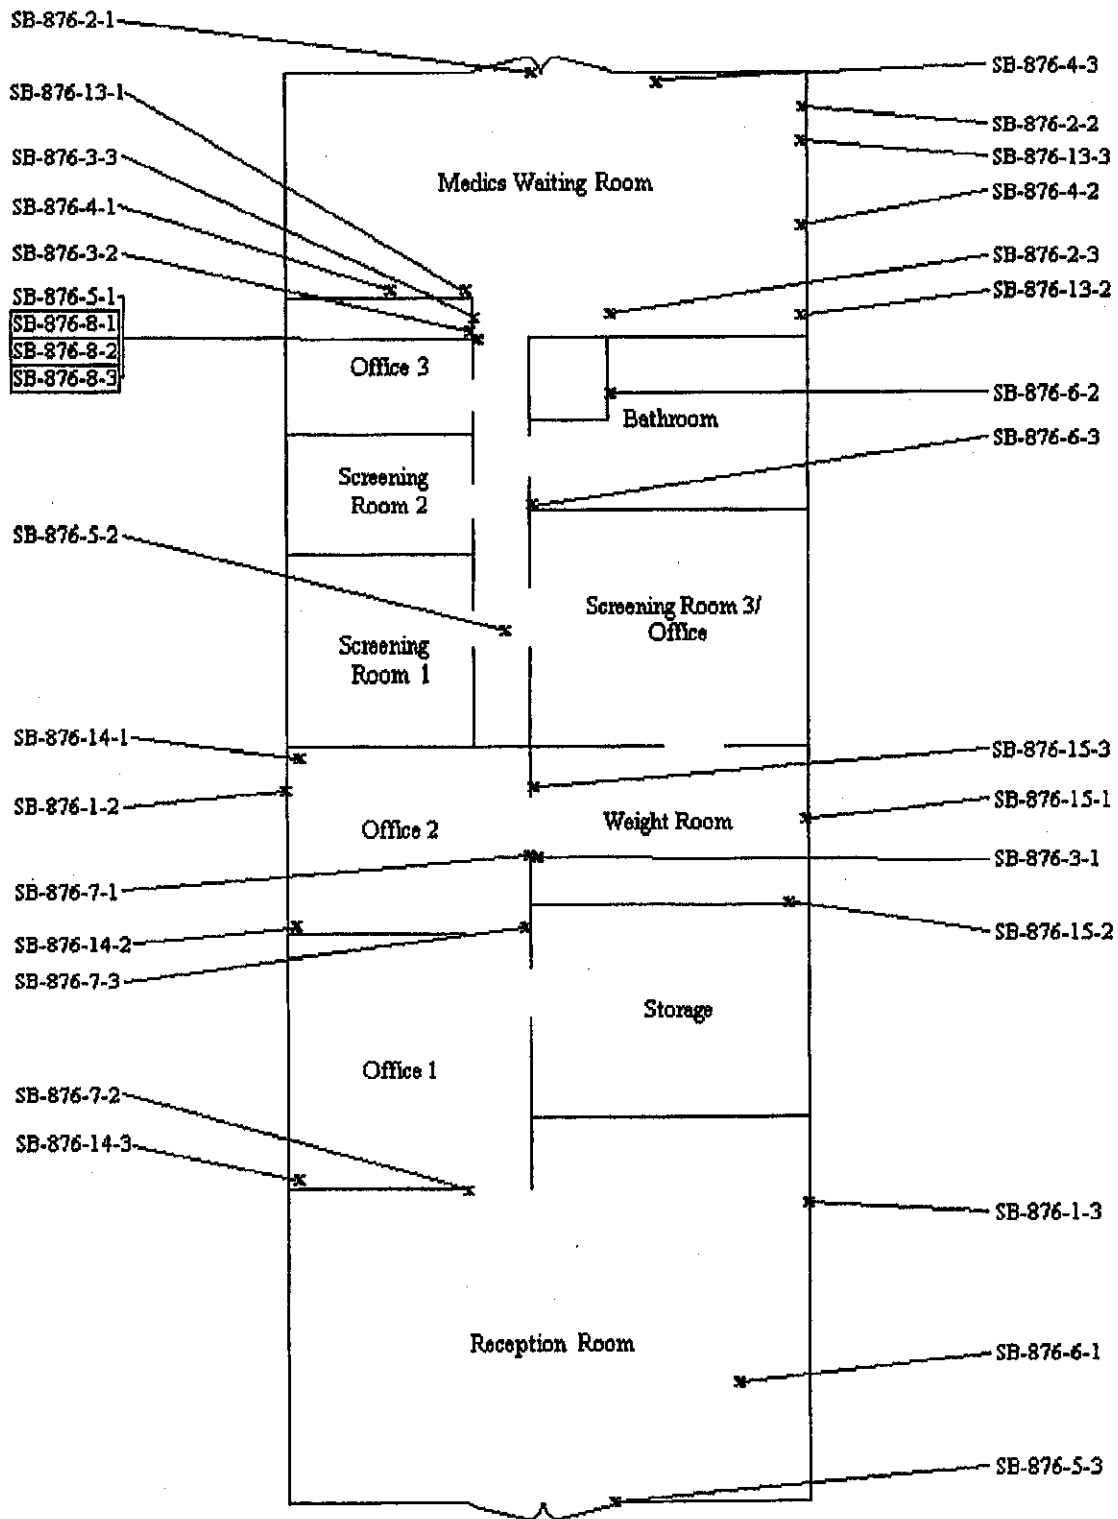 SB-876-2-1
SB-876-13-1
SB-876-3-3
SB-876-4-1
SB-876-3-2
SB-876-5-1
SB-876-8-1
SB-876-8-2
SB-876-8-3
SB-876-5-2
SB-876-14-1
SB-876-1-2
SB-876-7-1
SB-876-14-2
SB-876-7-3
SB-876-7-2
SB-876-14-3
Medics Waiting Room
Office 3
Bathroom
Screening
Room 2
Screening Room 3/
Office
Screening
Room 1
Office 2
Weight Room
Storage
Office 1
Reception Room
SB-876-4-3
SB-876-2-2
SB-876-13-3
SB-876-4-2
SB-876-2-3
SB-876-13-2
SB-876-6-2
SB-876-6-3
SB-876-15-3
SB-876-15-1
SB-876-3-1
SB-876-15-2
SB-876-1-3
SB-876-6-1
SB-876-5-3